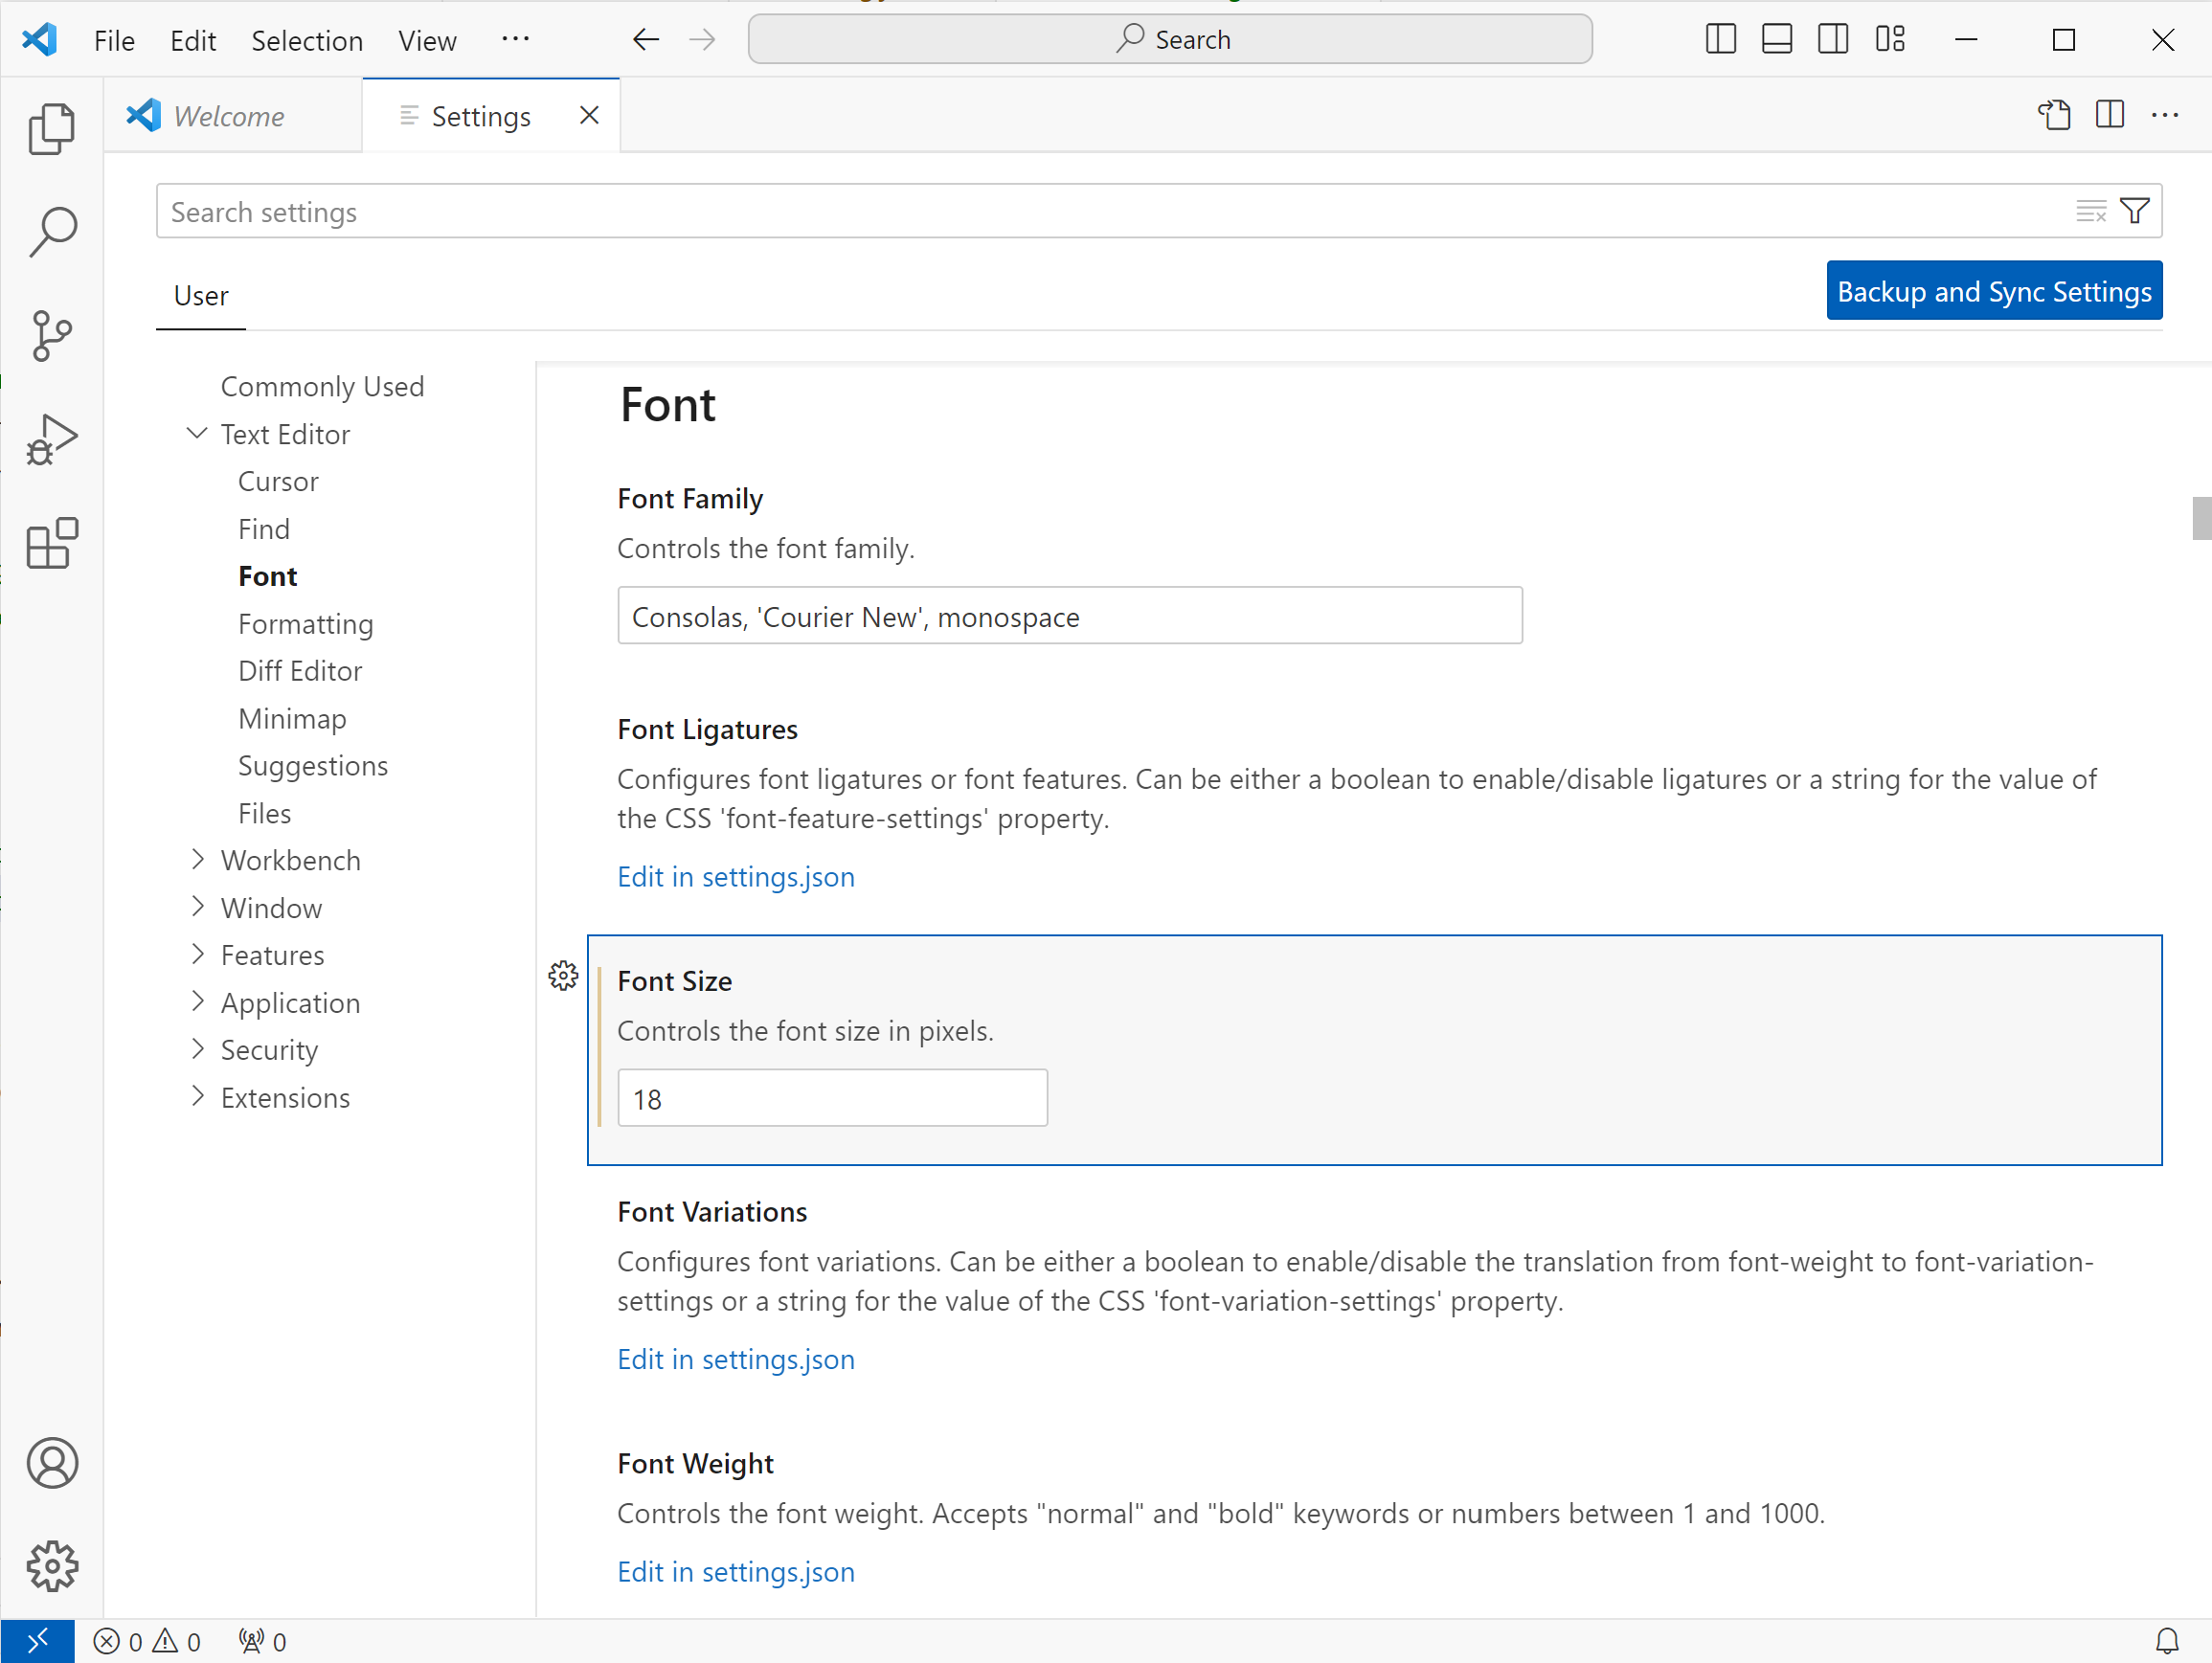 File Edit Selection View ··· Search
Welcome Settings
Search settings
User Backup and Sync Settings
Commonly Used
Text Editor
Cursor
Find
Font
Formatting
Diff Editor
Minimap
Suggestions
Files
Workbench
Window
Features
Application
Security
Extensions
Font
Font Family
Controls the font family.
Consolas, 'Courier New', monospace
Font Ligatures
Configures font ligatures or font features. Can be either a boolean to enable/disable ligatures or a string for the value of
the CSS 'font-feature-settings' property.
Edit in settings.json
Font Size
Controls the font size in pixels.
18
Font Variations
Configures font variations. Can be either a boolean to enable/disable the translation from font-weight to font-variation-
settings or a string for the value of the CSS 'font-variation-settings' property.
Edit in settings.json
Font Weight
Controls the font weight. Accepts "normal" and "bold" keywords or numbers between 1 and 1000.
Edit in settings.json
0 0 0